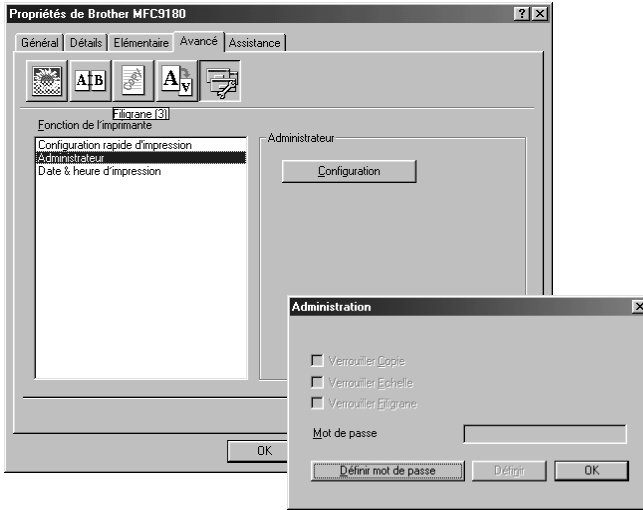 Propriétés de Brother MFC9180
Général Détails Elémentaire Avancé Assistance
A B
A A
Filigrane [3]
Fonction de l'imprimante
Configuration rapide d'impression
Administrateur
Date & heure d'impression
Administrateur
Configuration
OK
Administration
Verrouiller Copie
Verrouiller Echelle
Verrouiller Filigrane
Mot de passe
Définir mot de passe Définir OK